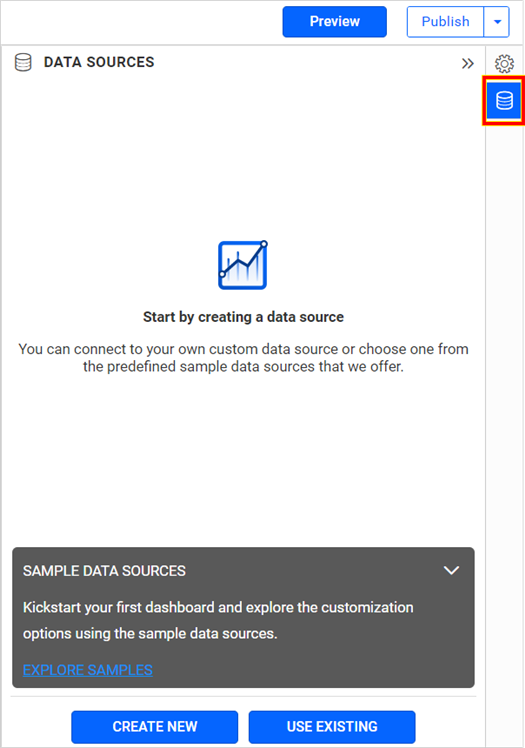 Preview
Publish
DATA SOURCES
Start by creating a data source
You can connect to your own custom data source or choose one from
the predefined sample data sources that we offer.
SAMPLE DATA SOURCES
Kickstart your first dashboard and explore the customization
options using the sample data sources.
EXPLORE SAMPLES
CREATE NEW
USE EXISTING